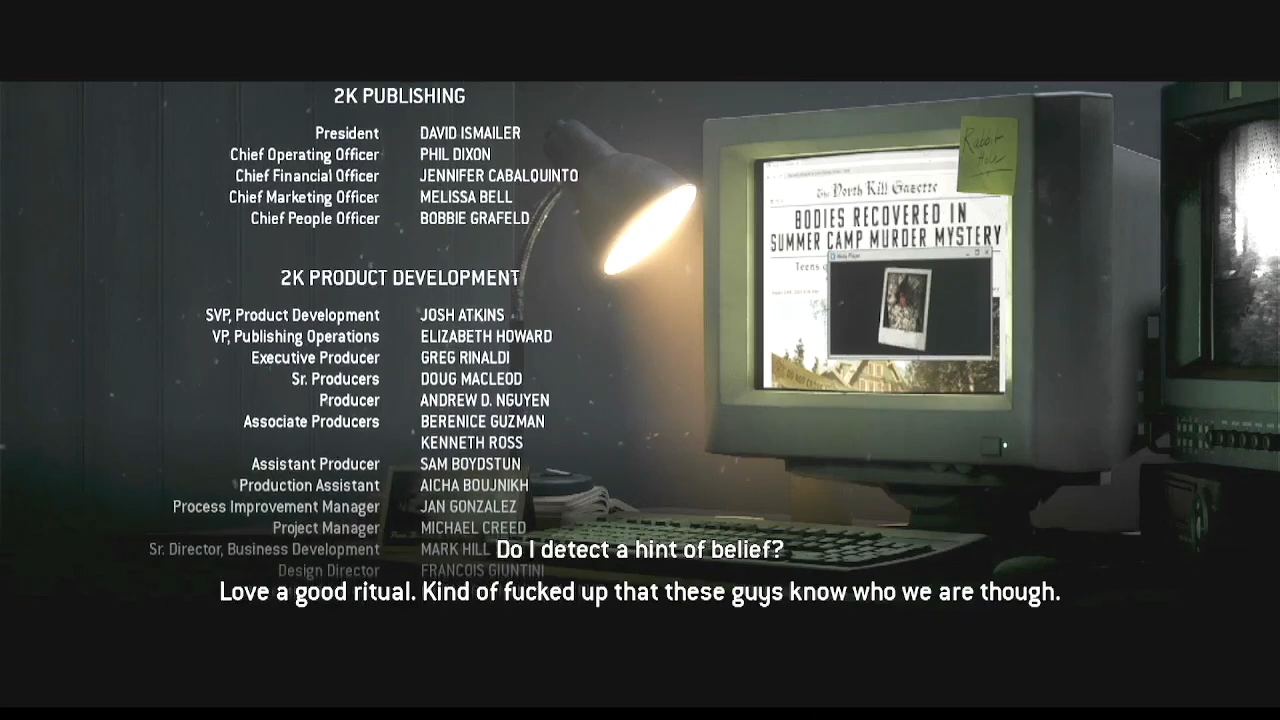 2K PUBLISHING
President DAVID ISMAILER
Chief Operating Officer PHIL DIXON
Chief Financial Officer JENNIFER CABALQUINTO
Chief Marketing Officer MELISSA BELL
Chief People Officer BOBBIE GRAFELD
2K PRODUCT DEVELOPMENT
SVP, Product Development JOSH ATKINS
VP, Publishing Operations ELIZABETH HOWARD
Executive Producer GREG RINALDI
Sr. Producers DOUG MACLEOD
Producer ANDREW D. NGUYEN
Associate Producers BERENICE GUZMAN
KENNETH ROSS
Assistant Producer SAM BOYDSTUN
Production Assistant AICHA BOUJNIKH
Process Improvement Manager JAN GONZALEZ
Project Manager MICHAEL CREED
Sr. Director, Business Development MARK HILL
Design Director FRANCOIS GIUNTINI
Do I detect a hint of belief?
Love a good ritual. Kind of fucked up that these guys know who we are though.
Rabbit
Hole
The North Kill Gazette
BODIES RECOVERED IN
SUMMER CAMP MURDER MYSTERY
Teens
Media Player